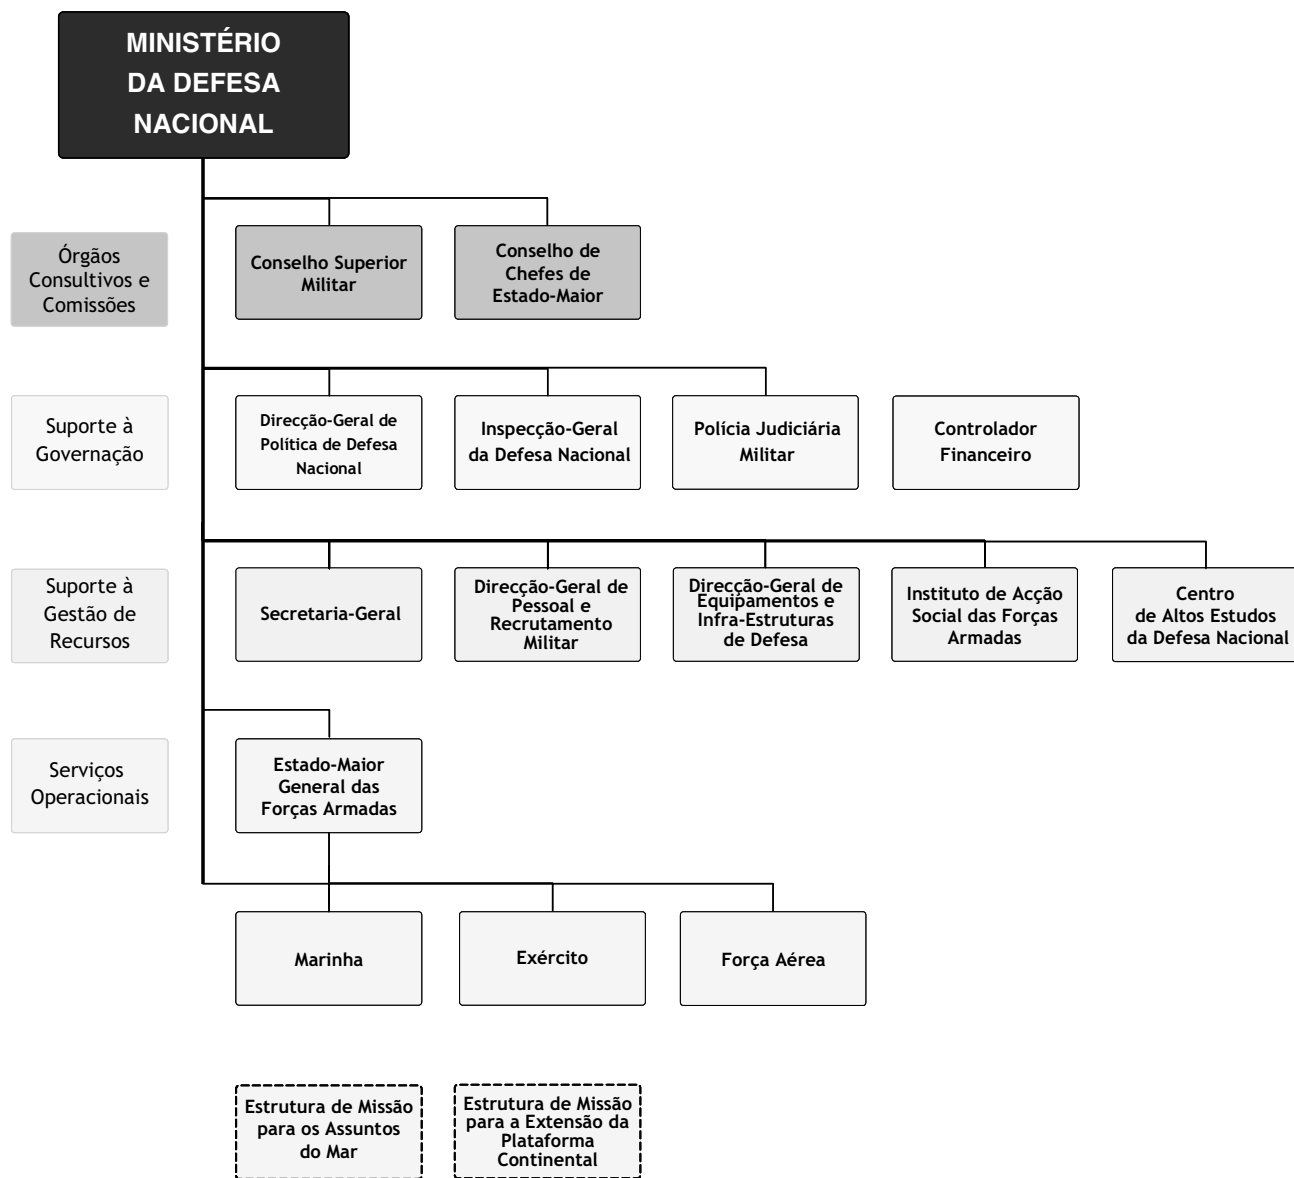 MINISTÉRIO
DA DEFESA
NACIONAL
Órgãos
Consultivos e
Comissões
Conselho Superior
Militar
Conselho de
Chefes de
Estado-Maior
Suporte à
Governação
Direcção-Geral de
Política de Defesa
Nacional
Inspecção-Geral
da Defesa Nacional
Polícia Judiciária
Militar
Controlador
Financeiro
Suporte à
Gestão de
Recursos
Secretaria-Geral
Direcção-Geral de
Pessoal e
Recrutamento
Militar
Direcção-Geral de
Equipamentos e
Infra-Estruturas
de Defesa
Instituto de Acção
Social das Forças
Armadas
Centro
de Altos Estudos
da Defesa Nacional
Serviços
Operacionais
Estado-Maior
General das
Forças Armadas
Marinha
Exército
Força Aérea
Estrutura de Missão
para os Assuntos
do Mar
Estrutura de Missão
para a Extensão da
Plataforma
Continental